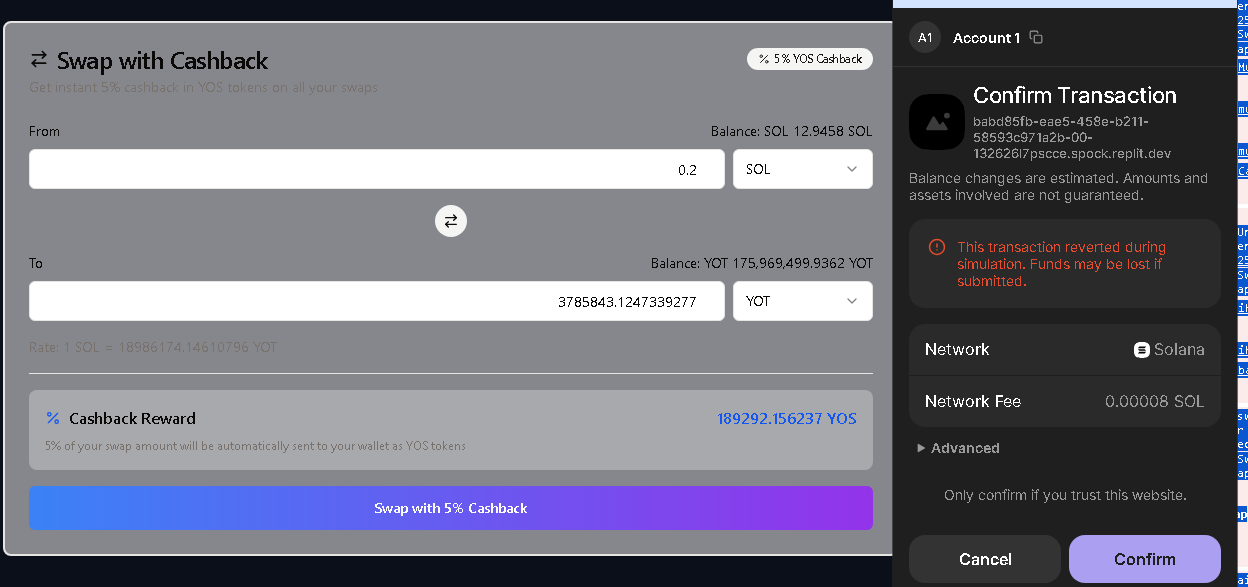 Swap with Cashback
% 5% YOS Cashback
Get instant 5% cashback in YOS tokens on all your swaps
From
Balance: SOL 12.9458 SOL
0.2
SOL
To
Balance: YOT 175,969,499.9362 YOT
3785843.1247339277
YOT
Rate: 1 SOL = 18986174.14610796 YOT
% Cashback Reward
189292.156237 YOS
5% of your swap amount will be automatically sent to your wallet as YOS tokens
Swap with 5% Cashback
A1
Account 1
Confirm Transaction
babd85fb-eae5-458e-b211-
58593c971a2b-00-
132626l7pscce.spock.replit.dev
Balance changes are estimated. Amounts and
assets involved are not guaranteed.
This transaction reverted during
simulation. Funds may be lost if
submitted.
Network
Solana
Network Fee
0.00008 SOL
Advanced
Only confirm if you trust this website.
Cancel
Confirm